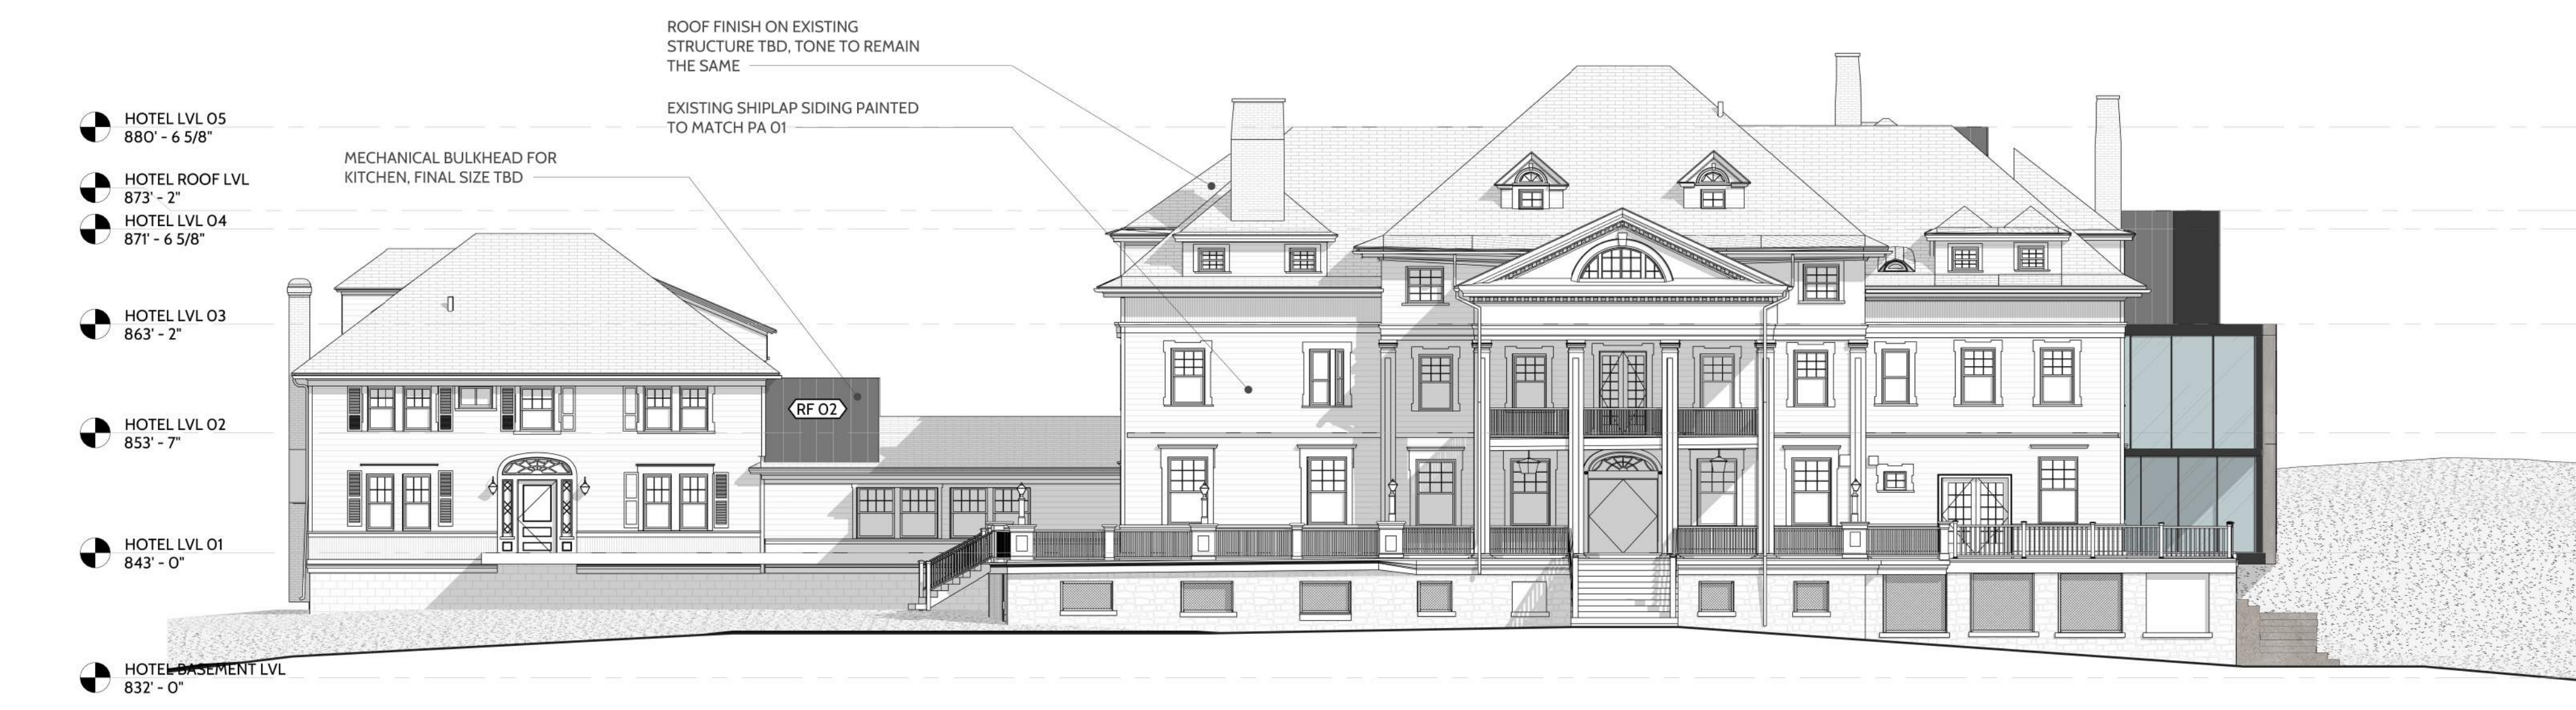 ROOF FINISH ON EXISTING
STRUCTURE TBD, TONE TO REMAIN
THE SAME
EXISTING SHIPLAP SIDING PAINTED
TO MATCH PA 01
HOTEL LVL 05
880' - 6 5/8"
MECHANICAL BULKHEAD FOR
KITCHEN, FINAL SIZE TBD
HOTEL ROOF LVL
873' - 2"
HOTEL LVL 04
871' - 6 5/8"
HOTEL LVL 03
863' - 2"
RF 02
HOTEL LVL 02
853' - 7"
HOTEL LVL 01
843' - 0"
HOTEL BASEMENT LVL
832' - 0"